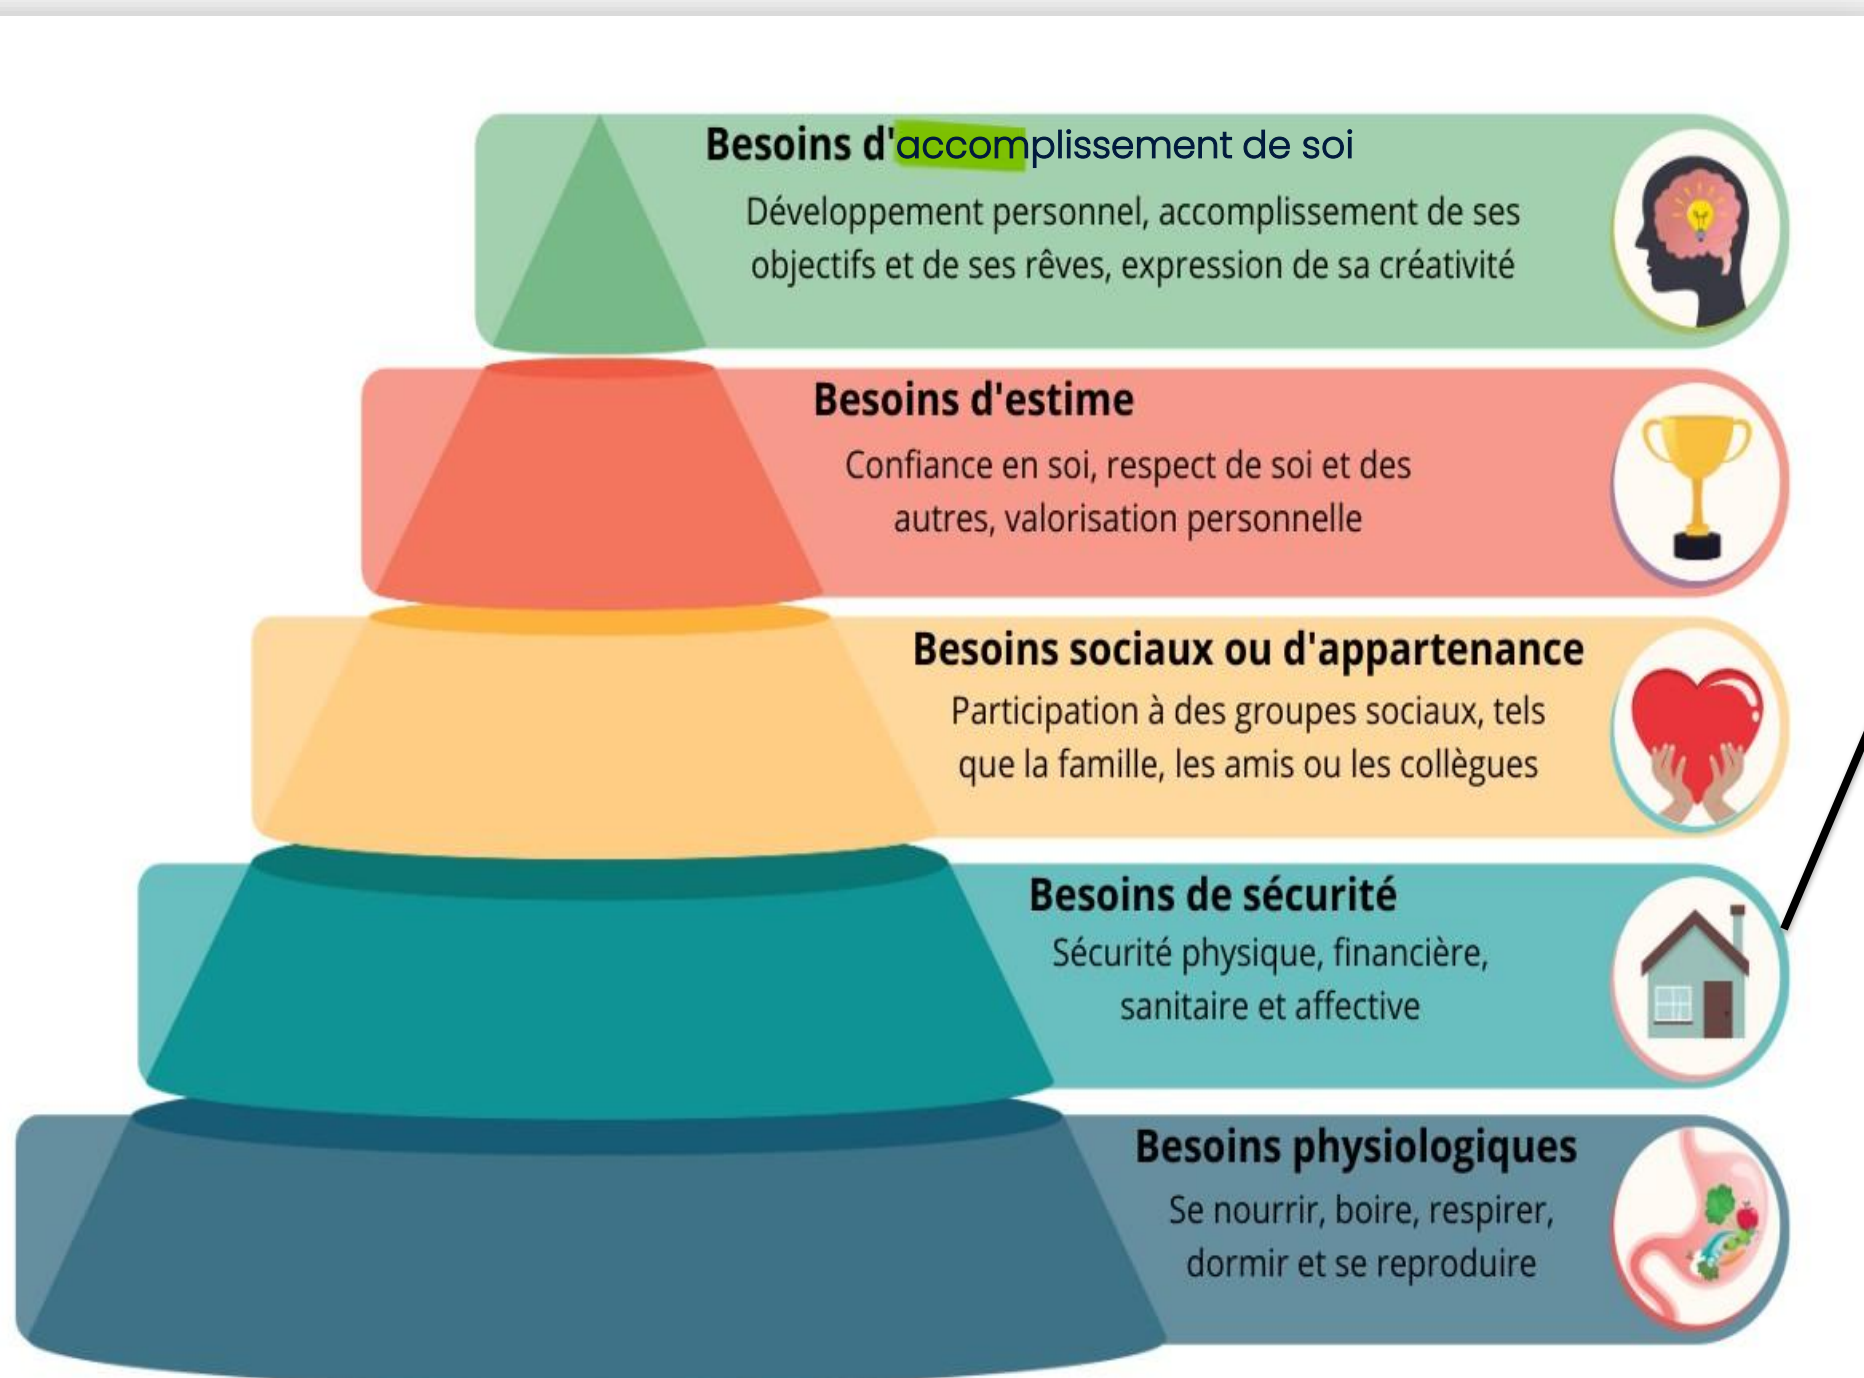 Besoins d'accomplissement de soi
Développement personnel, accomplissement de ses
objectifs et de ses rêves, expression de sa créativité
Besoins d'estime
Confiance en soi, respect de soi et des
autres, valorisation personnelle
Besoins sociaux ou d'appartenance
Participation à des groupes sociaux, tels
que la famille, les amis ou les collègues
Besoins de sécurité
Sécurité physique, financière,
sanitaire et affective
Besoins physiologiques
Se nourrir, boire, respirer,
dormir et se reproduire